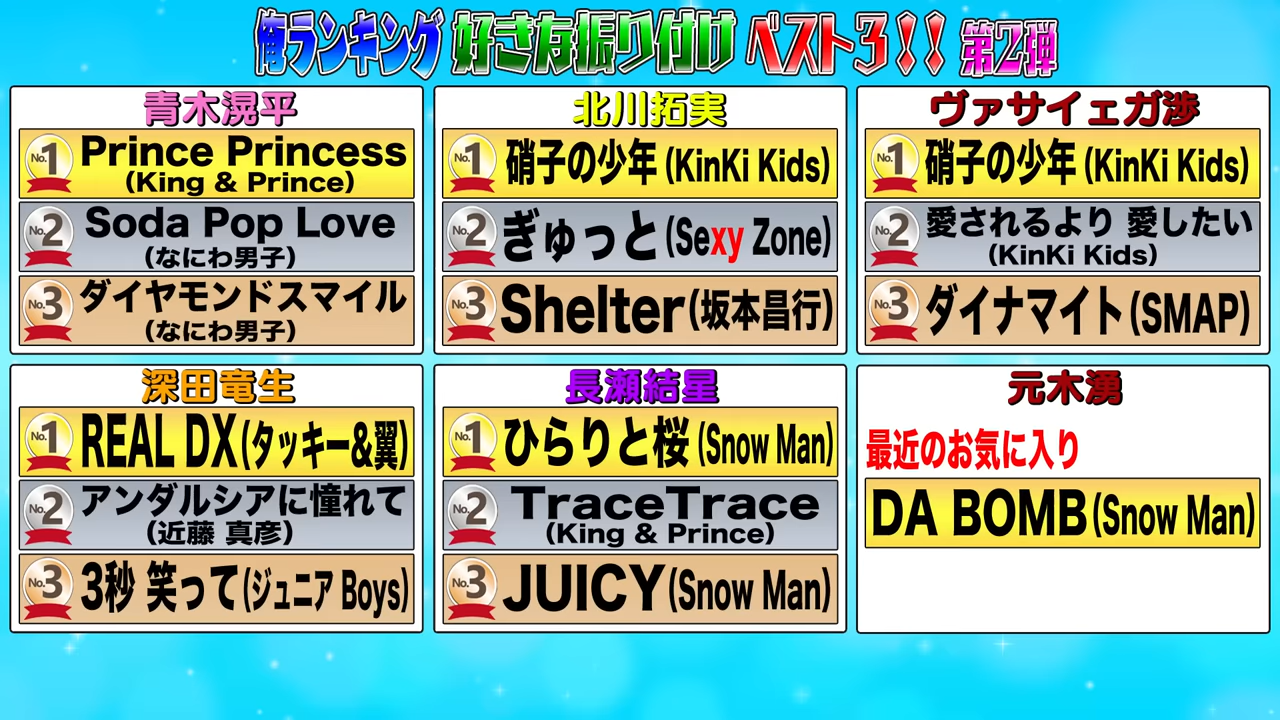 俺ランキング 好きな振り付け ベスト3!! 第2弾
青木滉平
No.1 Prince Princess
(King & Prince)
No.2 Soda Pop Love
(なにわ男子)
No.3 ダイヤモンドスマイル
(なにわ男子)
北川拓実
No.1 硝子の少年(KinKi Kids)
No.2 ぎゅっと(Sexy Zone)
No.3 Shelter(坂本昌行)
ヴァサイェガ渉
No.1 硝子の少年(KinKi Kids)
No.2 愛されるより 愛したい
(KinKi Kids)
No.3 ダイナマイト(SMAP)
深田竜生
No.1 REAL DX(タッキー&翼)
No.2 アンダルシアに憧れて
(近藤 真彦)
No.3 3秒 笑って(ジュニア Boys)
長瀬結星
No.1 ひらりと桜(Snow Man)
No.2 TraceTrace
(King & Prince)
No.3 JUICY(Snow Man)
元木湧
最近のお気に入り
DA BOMB(Snow Man)